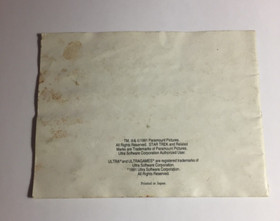 TM, ® & ©1991 Paramount Pictures.
All Rights Reserved. STAR TREK and Related
Marks are Trademarks of Paramount Pictures.
Ultra Software Corporation Authorized User.
ULTRA® and ULTRAGAMES® are registered trademarks of
Ultra Software Corporation.
©1991 Ultra Software Corporation.
All Rights Reserved.
Printed in Japan